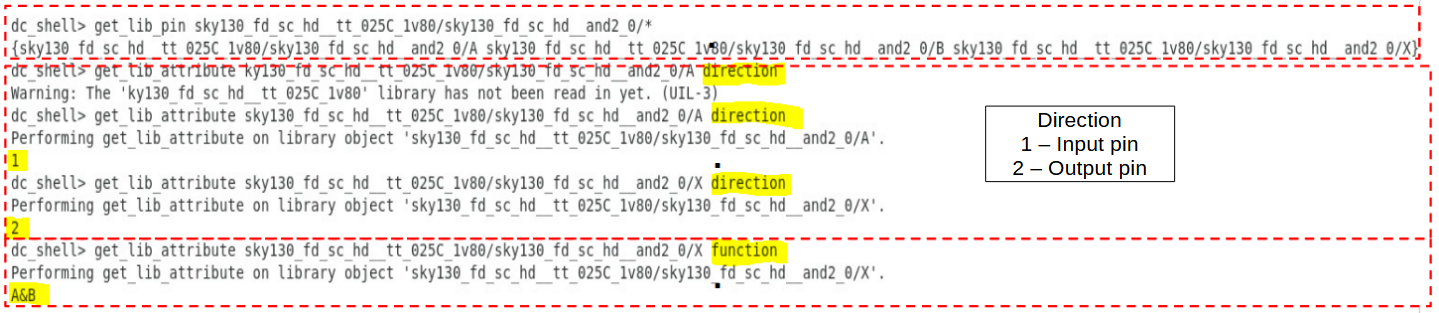 dc_shell> get_lib_pin sky130_fd_sc_hd__tt_025C_1v80/sky130_fd_sc_hd__and2_0/*
{sky130_fd_sc_hd__tt_025C_1v80/sky130_fd_sc_hd__and2_0/A sky130_fd_sc_hd__tt_025C_1v80/sky130_fd_sc_hd__and2_0/B sky130_fd_sc_hd__tt_025C_1v80/sky130_fd_sc_hd__and2_0/X}
dc_shell> get_lib_attribute ky130_fd_sc_hd__tt_025C_1v80/sky130_fd_sc_hd__and2_0/A direction
Warning: The 'ky130_fd_sc_hd__tt_025C_1v80' library has not been read in yet. (UIL-3)
dc_shell> get_lib_attribute sky130_fd_sc_hd__tt_025C_1v80/sky130_fd_sc_hd__and2_0/A direction
Performing get_lib_attribute on library object 'sky130_fd_sc_hd__tt_025C_1v80/sky130_fd_sc_hd__and2_0/A'.
1
dc_shell> get_lib_attribute sky130_fd_sc_hd__tt_025C_1v80/sky130_fd_sc_hd__and2_0/X direction
Performing get_lib_attribute on library object 'sky130_fd_sc_hd__tt_025C_1v80/sky130_fd_sc_hd__and2_0/X'.
2
dc_shell> get_lib_attribute sky130_fd_sc_hd__tt_025C_1v80/sky130_fd_sc_hd__and2_0/X function
Performing get_lib_attribute on library object 'sky130_fd_sc_hd__tt_025C_1v80/sky130_fd_sc_hd__and2_0/X'.
A&B
Direction
1 – Input pin
2 – Output pin